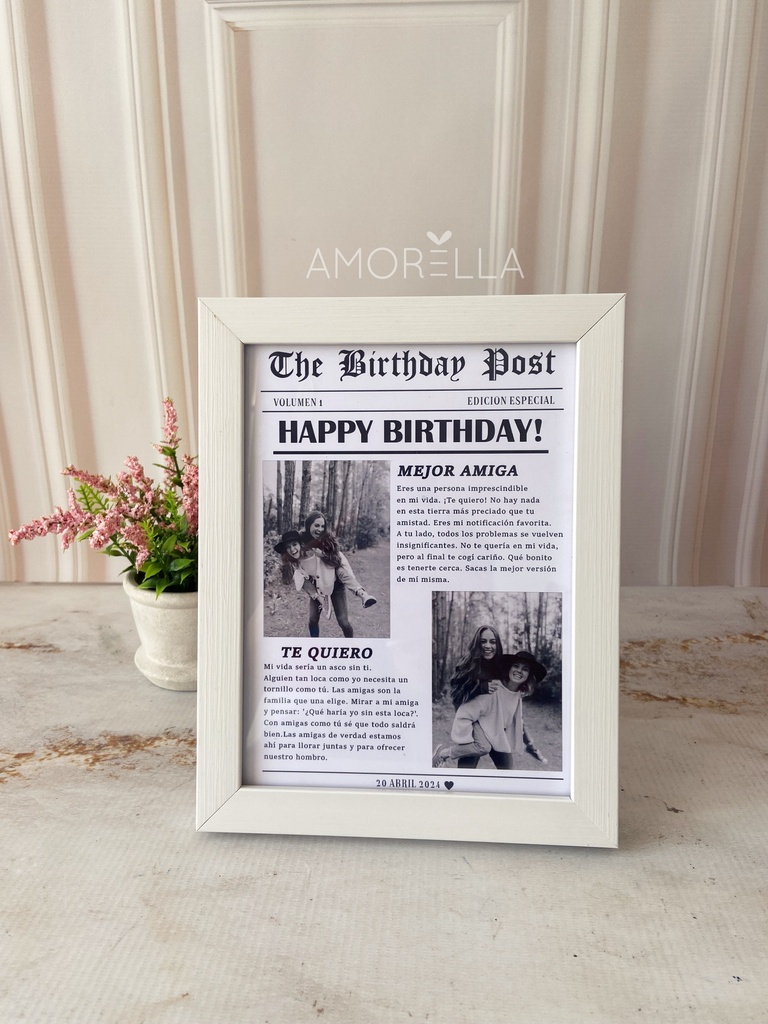 AMORELLA
The Birthday Post
VOLUMEN 1 EDICION ESPECIAL
HAPPY BIRTHDAY!
MEJOR AMIGA
Eres una persona imprescindible
en mi vida. ¡Te quiero! No hay nada
en esta tierra más preciado que tu
amistad. Eres mi notificación favorita.
A tu lado, todos los problemas se vuelven
insignificantes. No te quería en mi vida,
pero al final te cogí cariño. Qué bonito
es tenerte cerca. Sacas la mejor versión
de mí misma.
TE QUIERO
Mi vida sería un asco sin ti.
Alguien tan loca como yo necesita un
tornillo como tú. Las amigas son la
familia que una elige. Mirar a mi amiga
y pensar: '¿Qué haría yo sin esta loca?'.
Con amigas como tú sé que todo saldrá
bien.Las amigas de verdad estamos
ahí para llorar juntas y para ofrecer
nuestro hombro.
20 ABRIL 2024 ♥